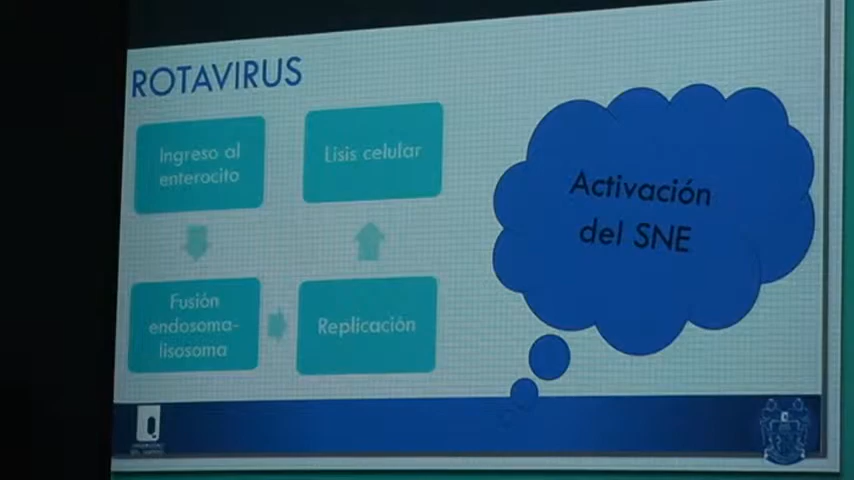 ROTAVIRUS
Ingreso al
enterocito
Fusión
endosoma-
lisosoma
Replicación
Lisis celular
Activación
del SNE